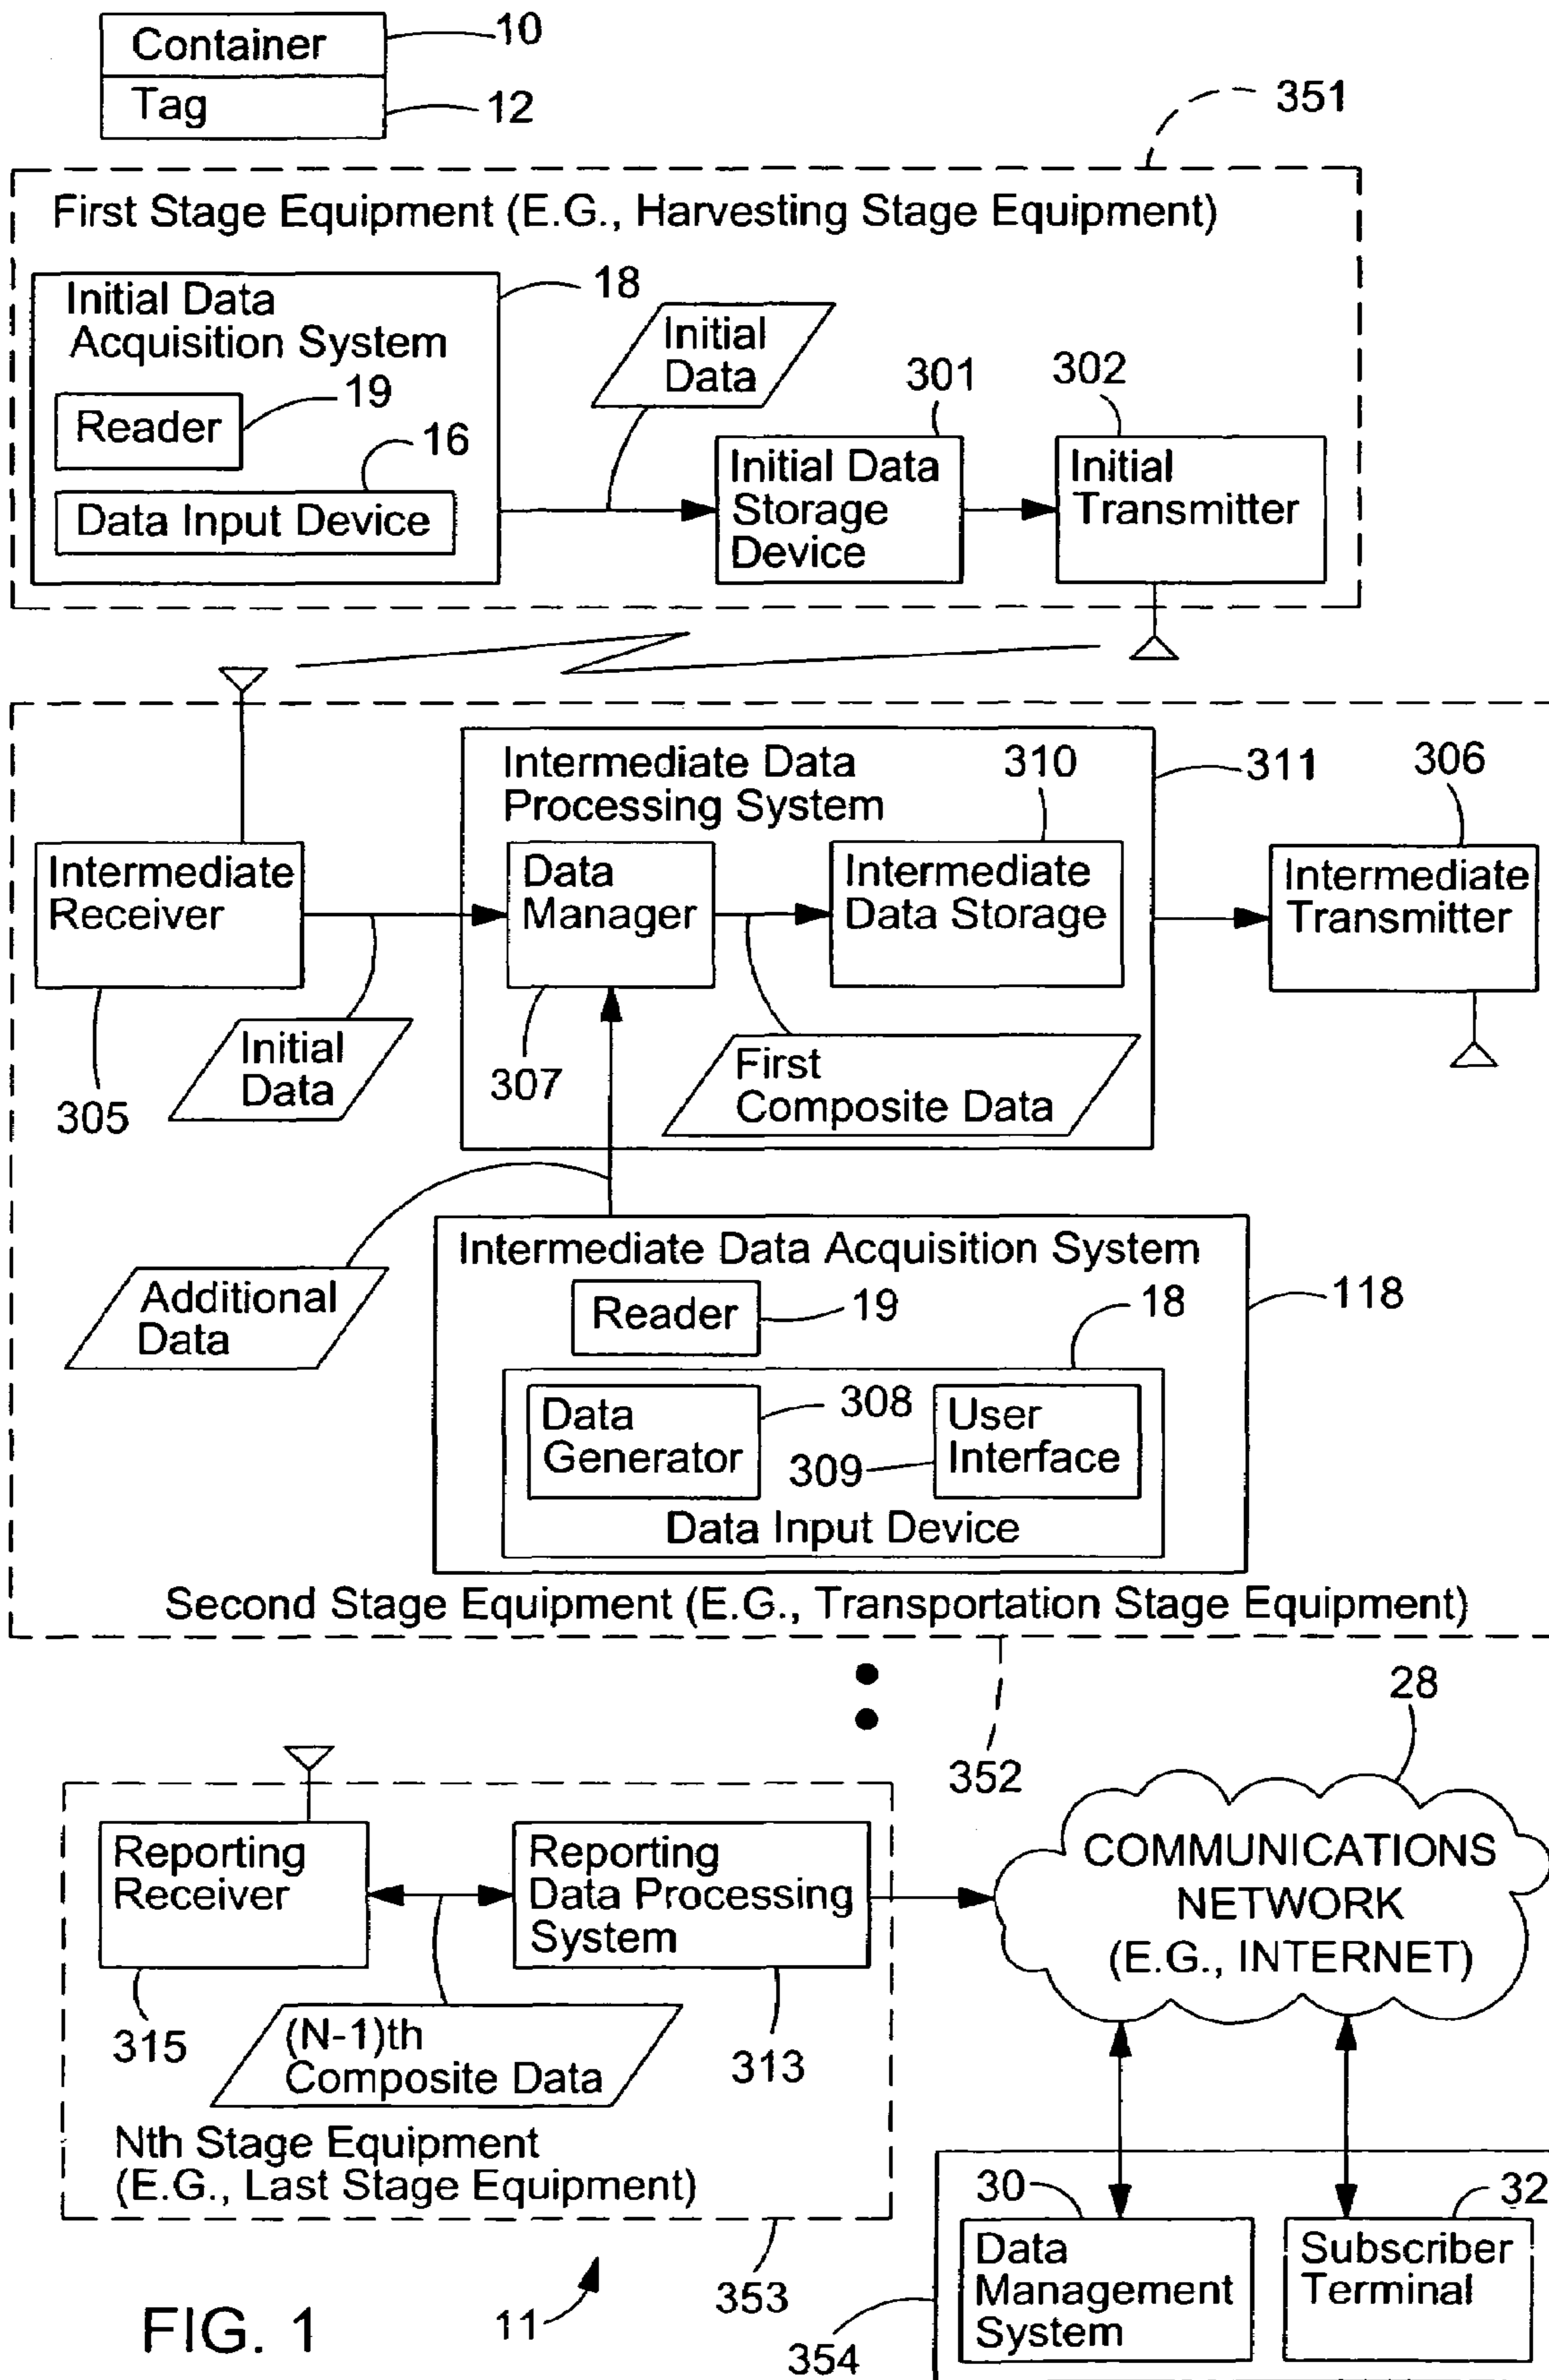 Container
10
Tag
12
351
First Stage Equipment (E.G., Harvesting Stage Equipment)
Initial Data
Acquisition System
18
Reader
19
16
Data Input Device
Initial
Data
301
302
Initial Data
Storage
Device
Initial
Transmitter
Intermediate Data
Processing System
310
311
306
Intermediate
Receiver
Data
Manager
Intermediate
Data Storage
Intermediate
Transmitter
305
Initial
Data
307
First
Composite Data
Additional
Data
Intermediate Data Acquisition System
Reader
19
18
118
Data
Generator
308
309
User
Interface
Data Input Device
Second Stage Equipment (E.G., Transportation Stage Equipment)
352
28
Reporting
Receiver
Reporting
Data Processing
System
COMMUNICATIONS
NETWORK
(E.G., INTERNET)
315
(N-1)th
Composite Data
313
Nth Stage Equipment
(E.G., Last Stage Equipment)
353
30
32
Data
Management
System
Subscriber
Terminal
354
FIG. 1
11